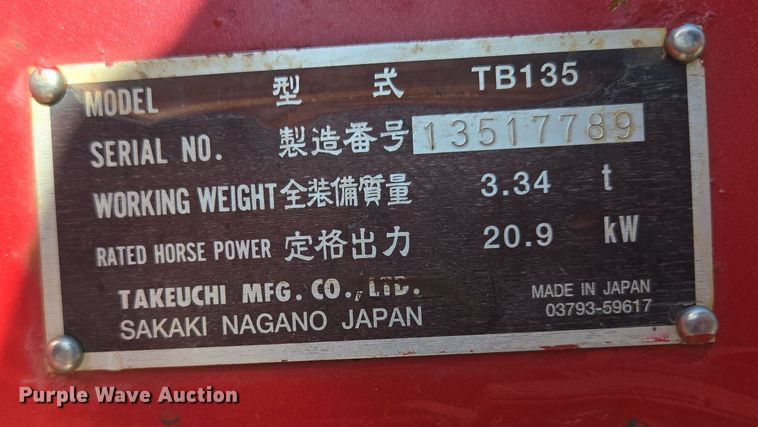 MODEL 型式 TB135
SERIAL NO. 製造番号 13517789
WORKING WEIGHT 全装備質量 3.34 t
RATED HORSE POWER 定格出力 20.9 kW
TAKEUCHI MFG. CO., LTD.
SAKAKI NAGANO JAPAN
MADE IN JAPAN
03793-59617
Purple Wave Auction